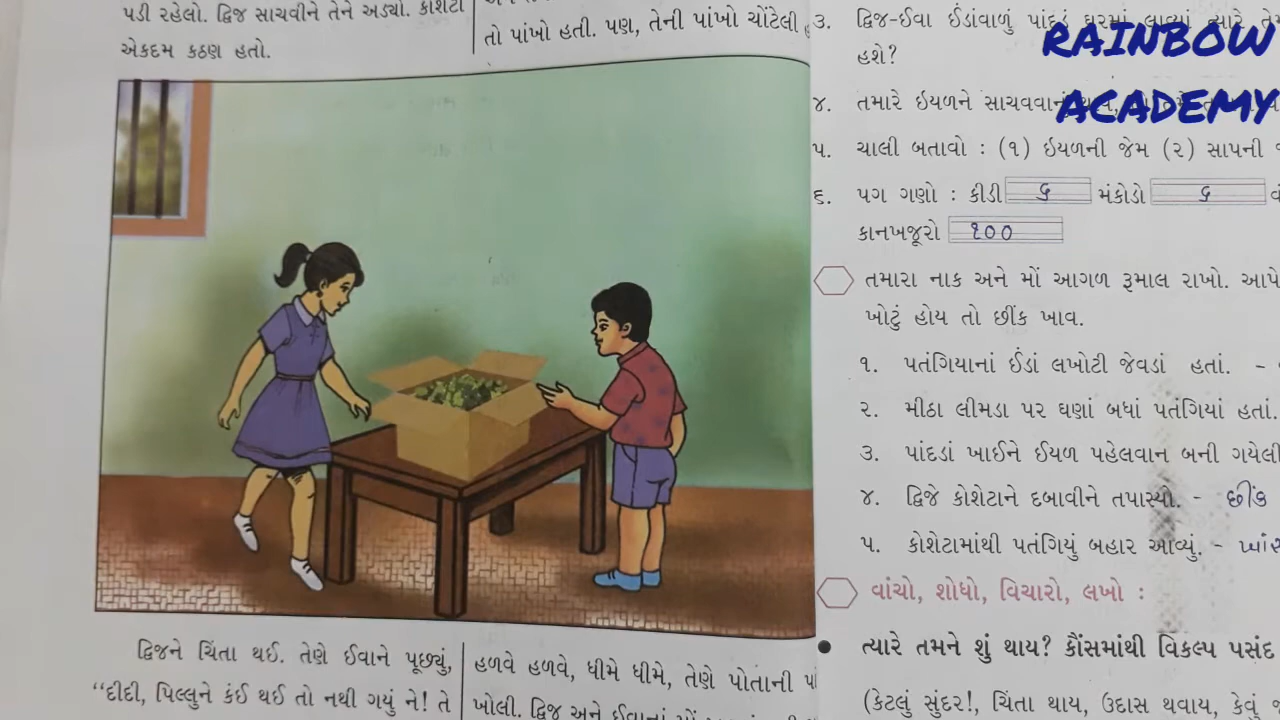 પડી રહેલો. દ્વિજ સાચવીને તેને અડ્યો. કોશેટો
એકદમ કઠણ હતો.
તો પાંખો હતી. પણ, તેની પાંખો ચોંટેલી
દ્વિજને ચિંતા થઈ. તેણે ઈવાને પૂછ્યું,
“દીદી, પિલ્લુને કંઈ થઈ તો નથી ગયું ને! તે
હળવે હળવે, ધીમે ધીમે, તેણે પોતાની
ખોલી. દ્વિજ અને ઈવાનાં
RAINBOW
ACADEMY
૩. દ્વિજ-ઈવા ઈંડાંવાળું પાંદડું ઘરમાં લાવ્યાં ત્યારે
હશે?
૪. તમારે ઇયળને સાચવવાનું
૫. ચાલી બતાવો : (૧) ઇયળની જેમ (૨) સાપની
૬. પગ ગણો : કીડી ૬ મંકોડો ૬
કાનખજૂરો ૧૦૦
તમારા નાક અને મોં આગળ રૂમાલ રાખો.
ખોટું હોય તો છીંક ખાવ.
૧. પતંગિયાનાં ઈંડાં લખોટી જેવડાં હતાં. -
૨. મીઠા લીમડા પર ઘણાં બધાં પતંગિયાં હતાં.
૩. પાંદડાં ખાઈને ઈયળ પહેલવાન બની ગયેલી
૪. દ્વિજે કોશેટાને દબાવીને તપાસ્યો. - છીંક
૫. કોશેટામાંથી પતંગિયું બહાર આવ્યું. -
વાંચો, શોધો, વિચારો, લખો :
● ત્યારે તમને શું થાય? કૌંસમાંથી વિકલ્પ પસંદ
(કેટલું સુંદર!, ચિંતા થાય, ઉદાસ થવાય, કેવું